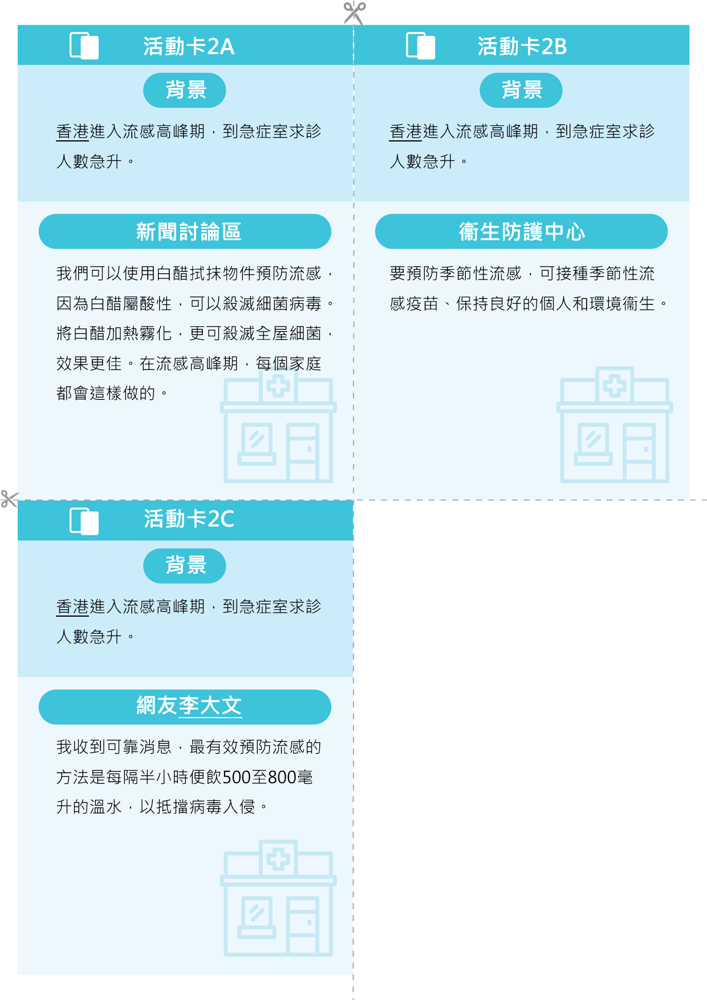 活動卡2A
背景
香港進入流感高峰期，到急症室求診
人數急升。
新聞討論區
我們可以使用白醋拭抹物件預防流感，
因為白醋屬酸性，可以殺滅細菌病毒。
將白醋加熱霧化，更可殺滅全屋細菌，
效果更佳。在流感高峰期，每個家庭
都會這樣做的。
活動卡2B
背景
香港進入流感高峰期，到急症室求診
人數急升。
衞生防護中心
要預防季節性流感，可接種季節性流
感疫苗、保持良好的個人和環境衞生。
活動卡2C
背景
香港進入流感高峰期，到急症室求診
人數急升。
網友李大文
我收到可靠消息，最有效預防流感的
方法是每隔半小時便飲500至800毫
升的溫水，以抵擋病毒入侵。